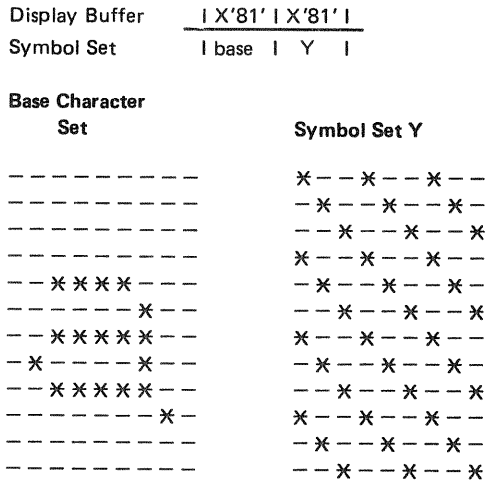 Display Buffer | X'81' | X'81' |
Symbol Set | base | Y |
Base Character
Set
Symbol Set Y
— — — — — — — — — * — — * — — * — —
— — — — — — — — — — * — — * — — * —
— — — — — — — — — — — * — — * — — *
— — — — — — — — — * — — * — — * — —
— — * * * * — — — — * — — * — — * —
— — — — — — * — — — — * — — * — — *
— — * * * * * — — * — — * — — * — —
— * — — — — * — — — * — — * — — * —
— — * * * * * — — — — * — — * — — *
— — — — — — — * — * — — * — — * — —
— — — — — — — — — — * — — * — — * —
— — — — — — — — — — — * — — * — — *